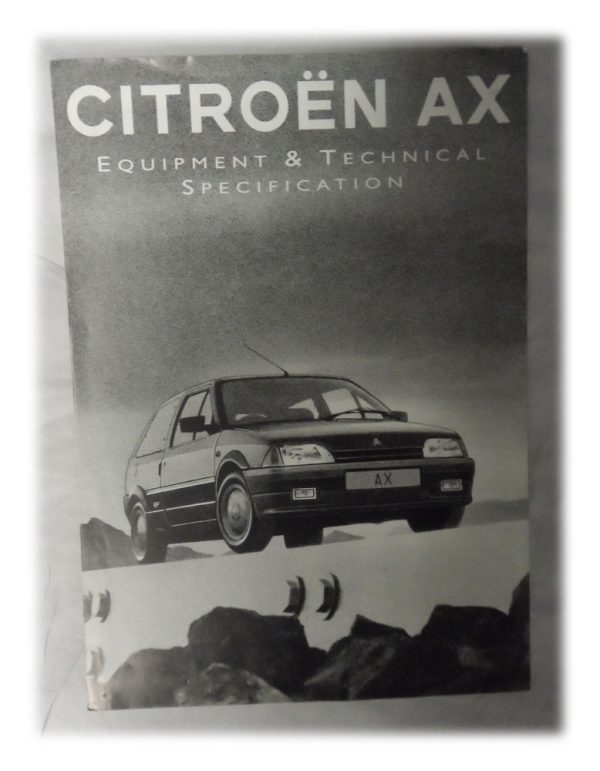 CITROËN AX
EQUIPMENT & TECHNICAL
SPECIFICATION
AX